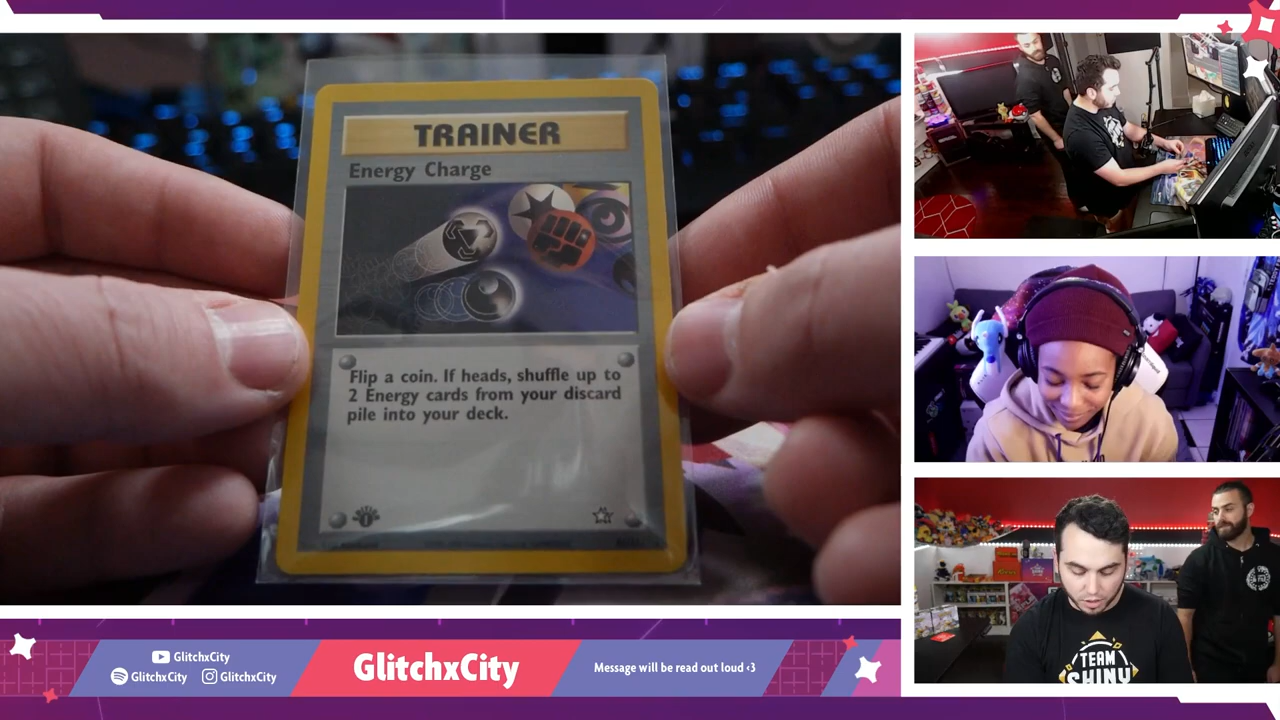 TRAINER
Energy Charge
Flip a coin. If heads, shuffle up to
2 Energy cards from your discard
pile into your deck.
1
TEAM
SHINY
GlitchxCity
GlitchxCity
GlitchxCity
GlitchxCity
Message will be read out loud <3